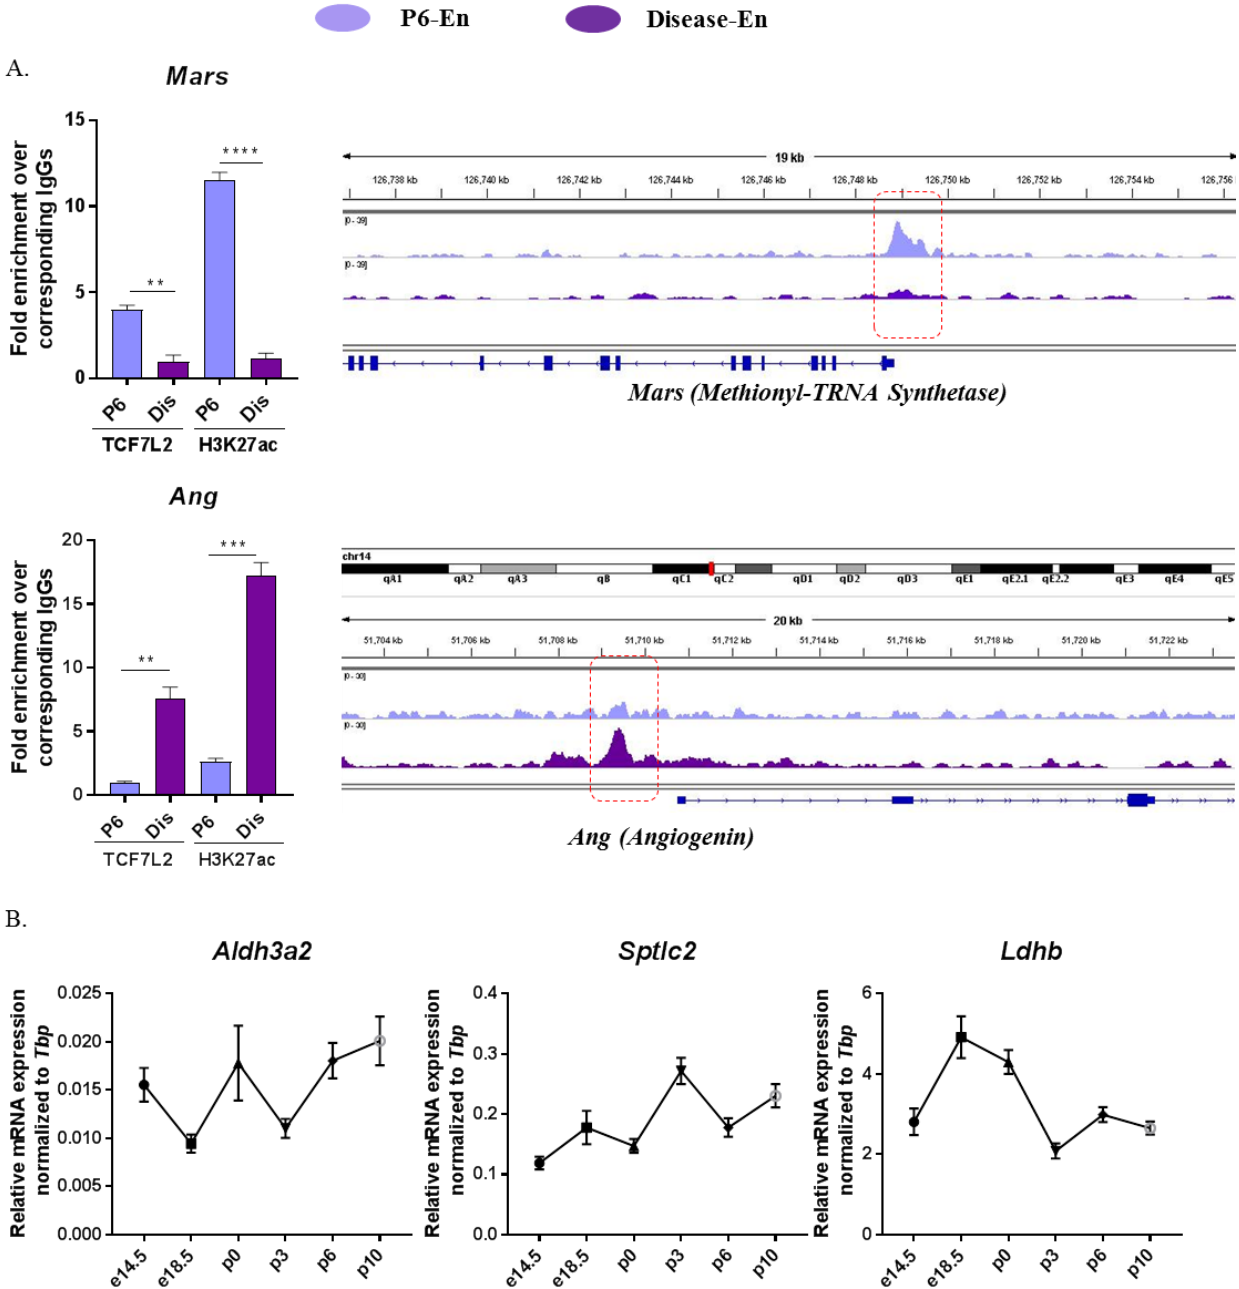 P6-En Disease-En
A.
Mars
Fold enrichment over
corresponding IgGs
15
10
5
0
**
****
P6 Dis P6 Dis
TCF7L2 H3K27ac
19 kb
126,738 kb 126,740 kb 126,742 kb 126,744 kb 126,746 kb 126,748 kb 126,750 kb 126,752 kb 126,754 kb 126,756
[0 - 39]
[0 - 39]
Mars (Methionyl-TRNA Synthetase)
Ang
Fold enrichment over
corresponding IgGs
20
15
10
5
0
**
***
P6 Dis P6 Dis
TCF7L2 H3K27ac
chr14
qA1 qA2 qA3 qB qC1 qC2 qD1 qD2 qD3 qE1 qE2.1 qE2.2 qE3 qE4 qE5
20 kb
51,704 kb 51,706 kb 51,708 kb 51,710 kb 51,712 kb 51,714 kb 51,716 kb 51,718 kb 51,720 kb 51,722 kb
[0 - 30]
[0 - 30]
Ang (Angiogenin)
B.
Aldh3a2
Relative mRNA expression
normalized to Tbp
0.025
0.020
0.015
0.010
0.005
0.000
e14.5 e18.5 p0 p3 p6 p10
Sptlc2
Relative mRNA expression
normalized to Tbp
0.4
0.3
0.2
0.1
0.0
e14.5 e18.5 p0 p3 p6 p10
Ldhb
Relative mRNA expression
normalized to Tbp
6
4
2
0
e14.5 e18.5 p0 p3 p6 p10